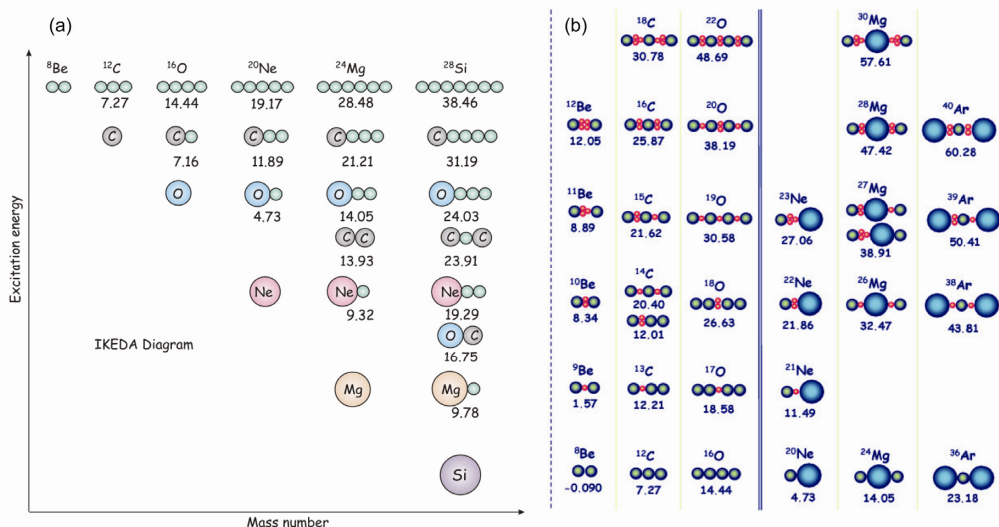 (a)
⁸Be ¹²C ¹⁶O ²⁰Ne ²⁴Mg ²⁸Si
7.27 14.44 19.17 28.48 38.46
C C C C C
7.16 11.89 21.21 31.19
O O O O
4.73 14.05 24.03
C C C C
13.93 23.91
Ne Ne Ne
9.32 19.29
O C
IKEDA Diagram
16.75
Mg Mg
9.78
Si
Excitation energy
Mass number
(b)
¹⁸C ²²O ³⁰Mg
30.78 48.69 57.61
¹²Be ¹⁶C ²⁰O ²⁸Mg ⁴⁰Ar
12.05 25.87 38.19 47.42 60.28
¹¹Be ¹⁵C ¹⁹O ²³Ne ²⁷Mg ³⁹Ar
8.89 21.62 30.58 27.06 38.91 50.41
¹⁰Be ¹⁴C ¹⁸O ²²Ne ²⁶Mg ³⁸Ar
8.34 20.40 26.63 21.86 32.47 43.81
12.01
⁹Be ¹³C ¹⁷O ²¹Ne
1.57 12.21 18.58 11.49
⁸Be ¹²C ¹⁶O ²⁰Ne ²⁴Mg ³⁶Ar
-0.090 7.27 14.44 4.73 14.05 23.18